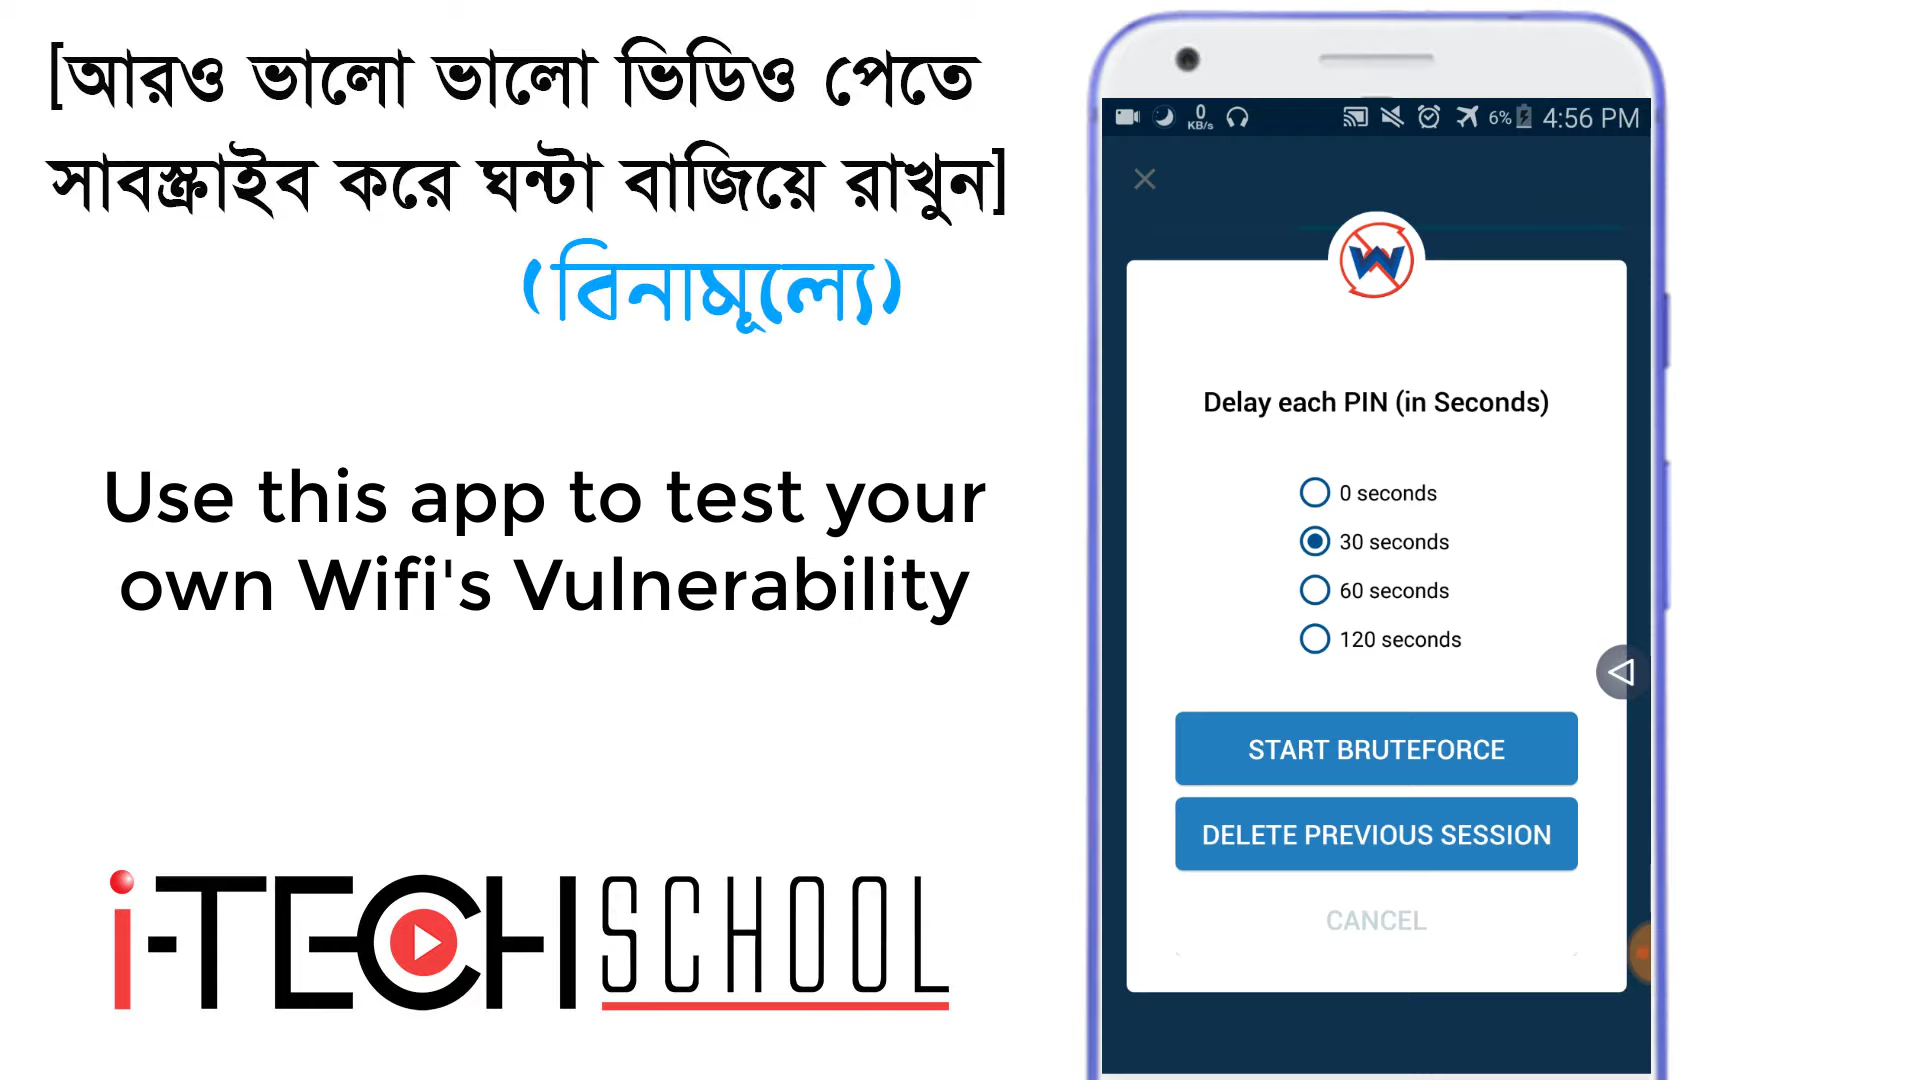 [আরও ভালো ভালো ভিডিও পেতে
সাবস্ক্রাইব করে ঘন্টা বাজিয়ে রাখুন]
(বিনামূল্যে)
Use this app to test your
own Wifi's Vulnerability
i-TECH SCHOOL
0 KB/s 6% 4:56 PM
W
Delay each PIN (in Seconds)
0 seconds
30 seconds
60 seconds
120 seconds
START BRUTEFORCE
DELETE PREVIOUS SESSION
CANCEL